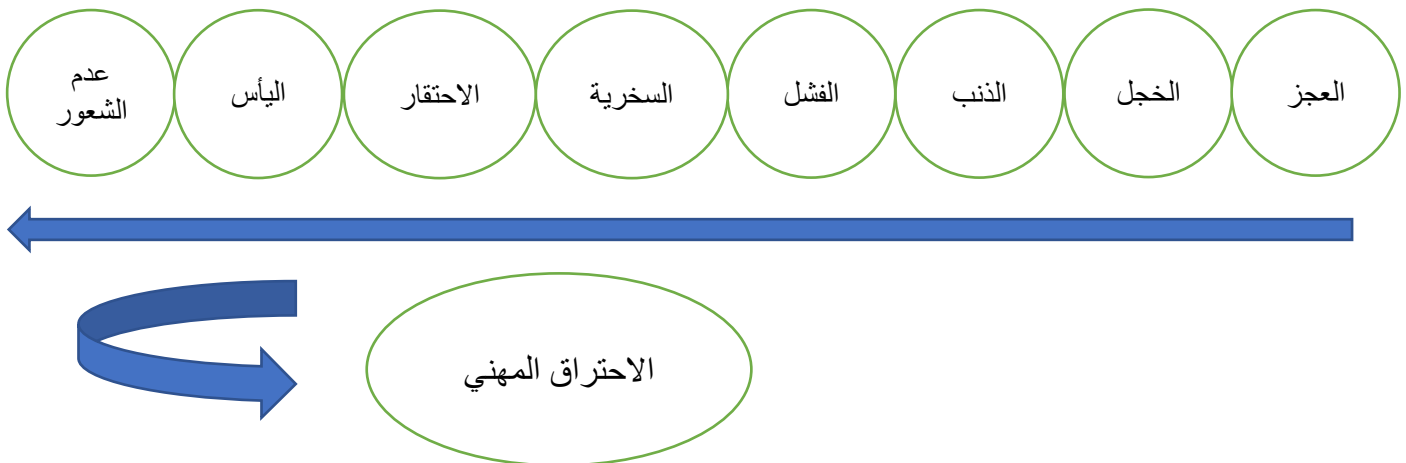 العجز
الخجل
الذنب
الفشل
السخرية
الاحتقار
اليأس
عدم
الشعور
الاحتراق المهني